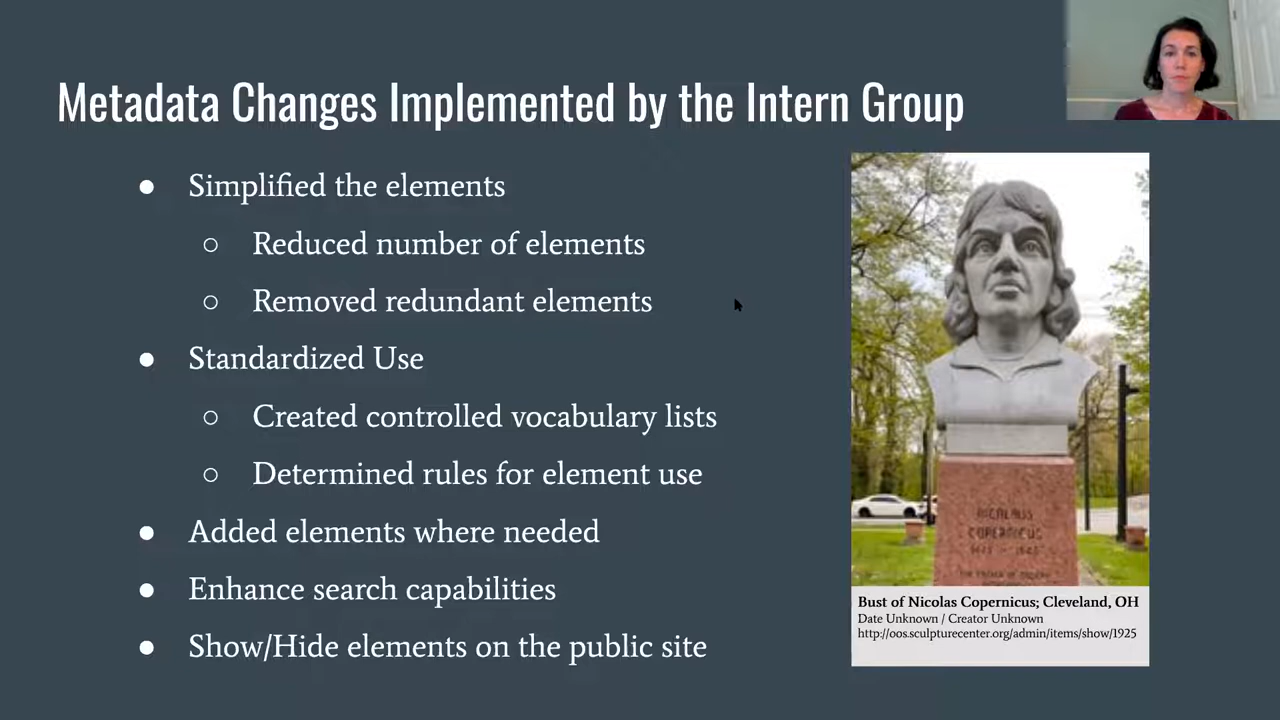 Metadata Changes Implemented by the Intern Group
● Simplified the elements
○ Reduced number of elements
○ Removed redundant elements
● Standardized Use
○ Created controlled vocabulary lists
○ Determined rules for element use
● Added elements where needed
● Enhance search capabilities
● Show/Hide elements on the public site
COPERNICUS
Bust of Nicolas Copernicus; Cleveland, OH
Date Unknown / Creator Unknown
http://oos.sculpturecenter.org/admin/items/show/1925